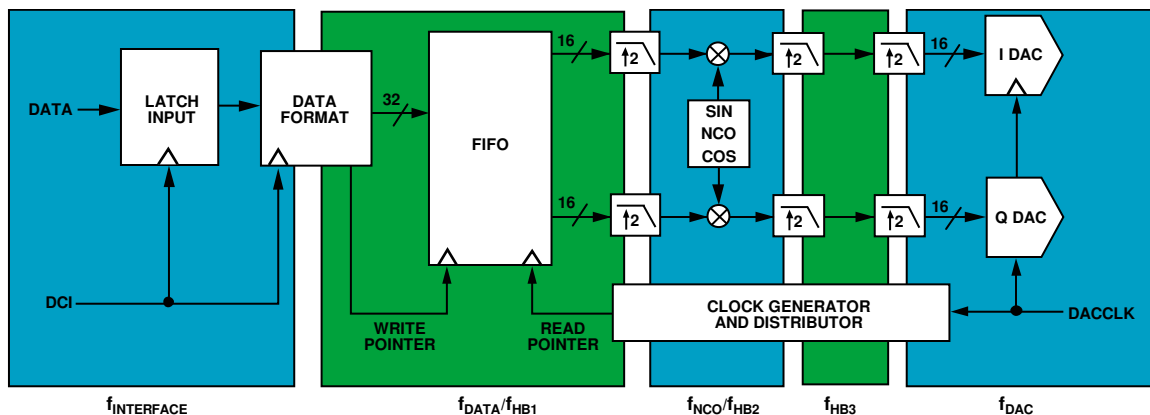 DATA
LATCH
INPUT
DATA
FORMAT
32
FIFO
16
16
↑2
↑2
SIN
NCO
COS
↑2
↑2
↑2
↑2
16
16
I DAC
Q DAC
DCI
WRITE
POINTER
READ
POINTER
CLOCK GENERATOR
AND DISTRIBUTOR
DACCLK
fINTERFACE
fDATA/fHB1
fNCO/fHB2
fHB3
fDAC